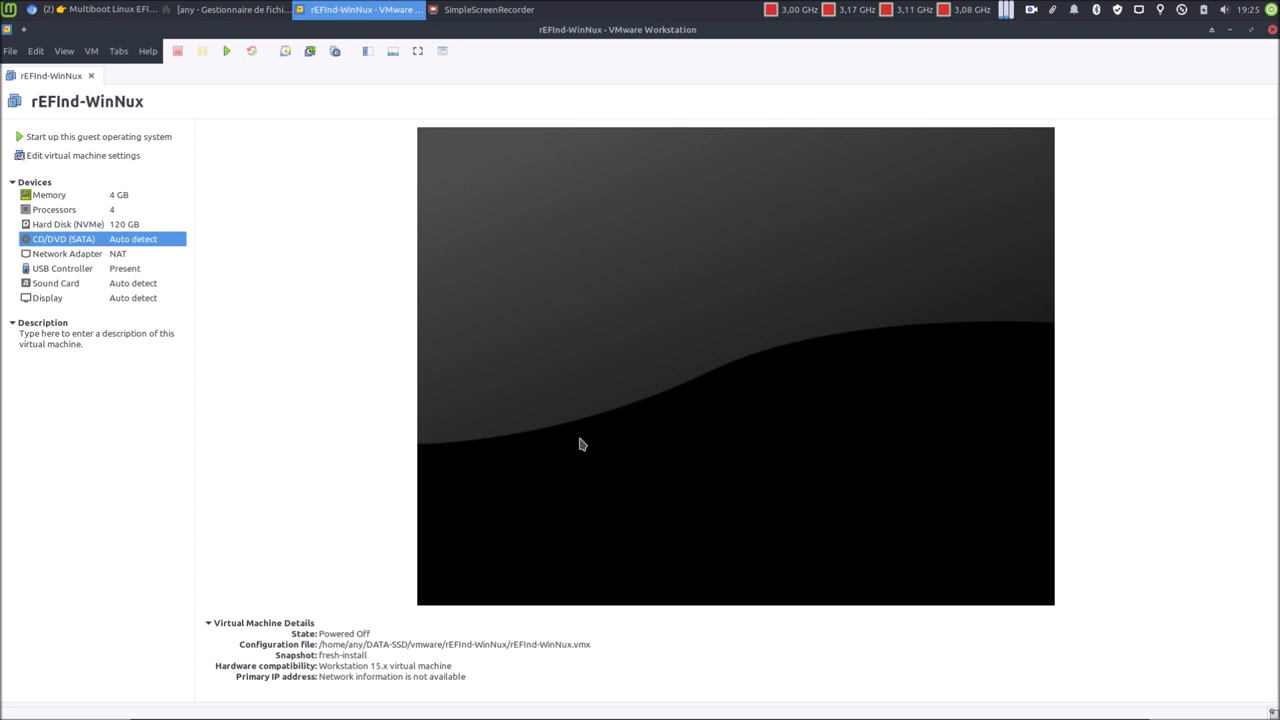 (2) 👉 Multiboot Linux EFI... [any - Gestionnaire de fichi... rEFInd-WinNux - VMware ... SimpleScreenRecorder 3,00 GHz 3,17 GHz 3,11 GHz 3,08 GHz 19:25
rEFInd-WinNux - VMware Workstation
File Edit View VM Tabs Help
rEFInd-WinNux
rEFInd-WinNux
Start up this guest operating system
Edit virtual machine settings
Devices
Memory 4 GB
Processors 4
Hard Disk (NVMe) 120 GB
CD/DVD (SATA) Auto detect
Network Adapter NAT
USB Controller Present
Sound Card Auto detect
Display Auto detect
Description
Type here to enter a description of this
virtual machine.
Virtual Machine Details
State: Powered Off
Configuration file: /home/any/DATA-SSD/vmware/rEFInd-WinNux/rEFInd-WinNux.vmx
Snapshot: fresh-install
Hardware compatibility: Workstation 15.x virtual machine
Primary IP address: Network information is not available